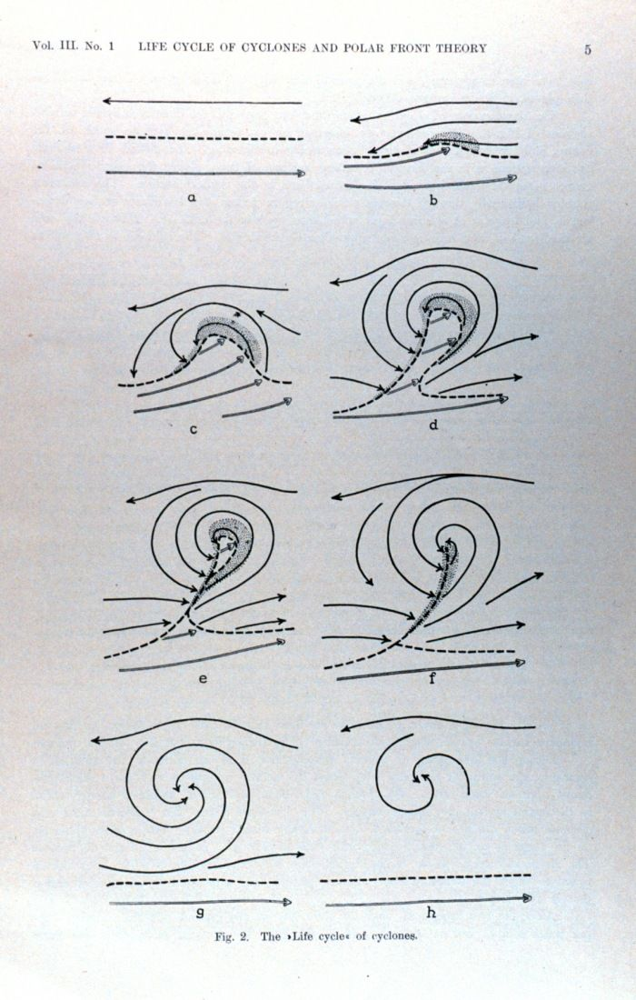 Vol. III. No. 1 LIFE CYCLE OF CYCLONES AND POLAR FRONT THEORY 5
a
b
c
d
e
f
g
h
Fig. 2. The »Life cycle« of cyclones.